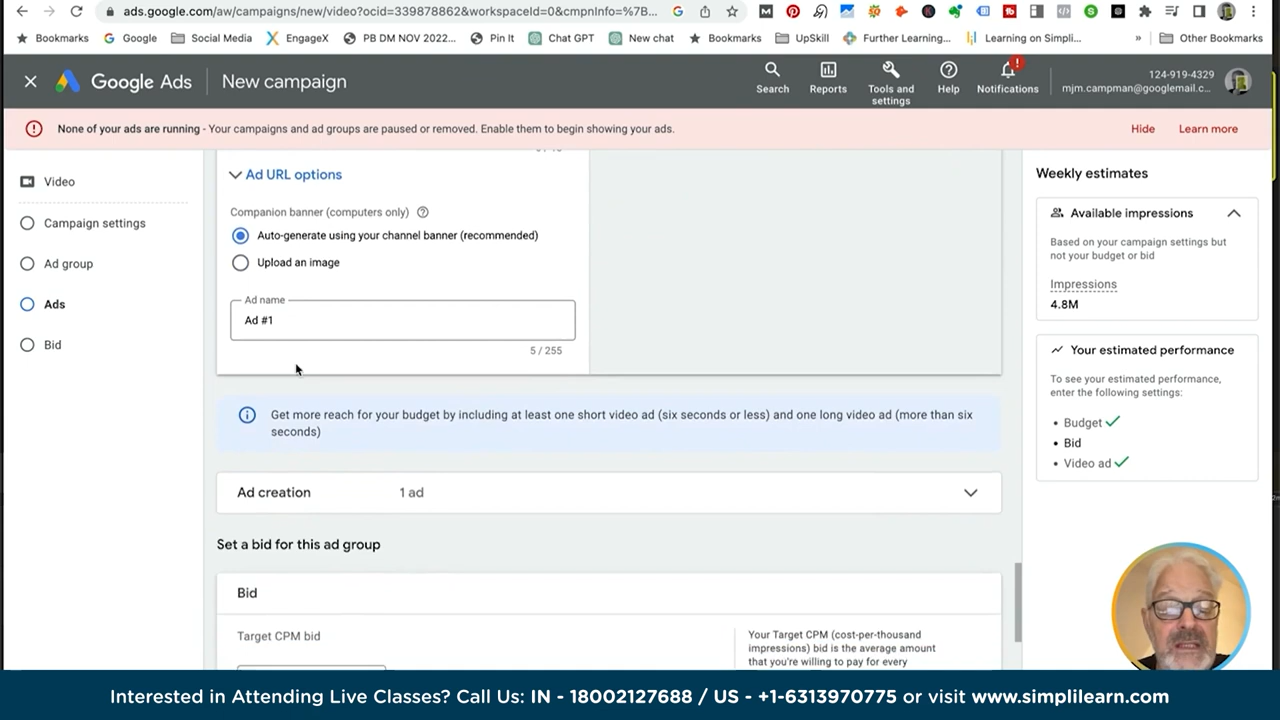 ads.google.com/aw/campaigns/new/video?ocid=339878862&workspaceId=0&cmpnInfo=%7B...
Bookmarks Google Social Media EngageX PB DM NOV 2022... Pin It Chat GPT New chat Bookmarks UpSkill Further Learning... Learning on Simpli... » Other Bookmarks
Google Ads New campaign
Search Reports Tools and settings Help Notifications
124-919-4329
mjm.campman@googlemail.c...
None of your ads are running - Your campaigns and ad groups are paused or removed. Enable them to begin showing your ads. Hide Learn more
Video
Campaign settings
Ad group
Ads
Bid
Ad URL options
Companion banner (computers only)
Auto-generate using your channel banner (recommended)
Upload an image
Ad name
Ad #1
5 / 255
Get more reach for your budget by including at least one short video ad (six seconds or less) and one long video ad (more than six
seconds)
Ad creation 1 ad
Set a bid for this ad group
Bid
Target CPM bid
Your Target CPM (cost-per-thousand
impressions) bid is the average amount
that you're willing to pay for every
Weekly estimates
Available impressions
Based on your campaign settings but
not your budget or bid
Impressions
4.8M
Your estimated performance
To see your estimated performance,
enter the following settings:
• Budget
• Bid
• Video ad
Interested in Attending Live Classes? Call Us: IN - 18002127688 / US - +1-6313970775 or visit www.simplilearn.com